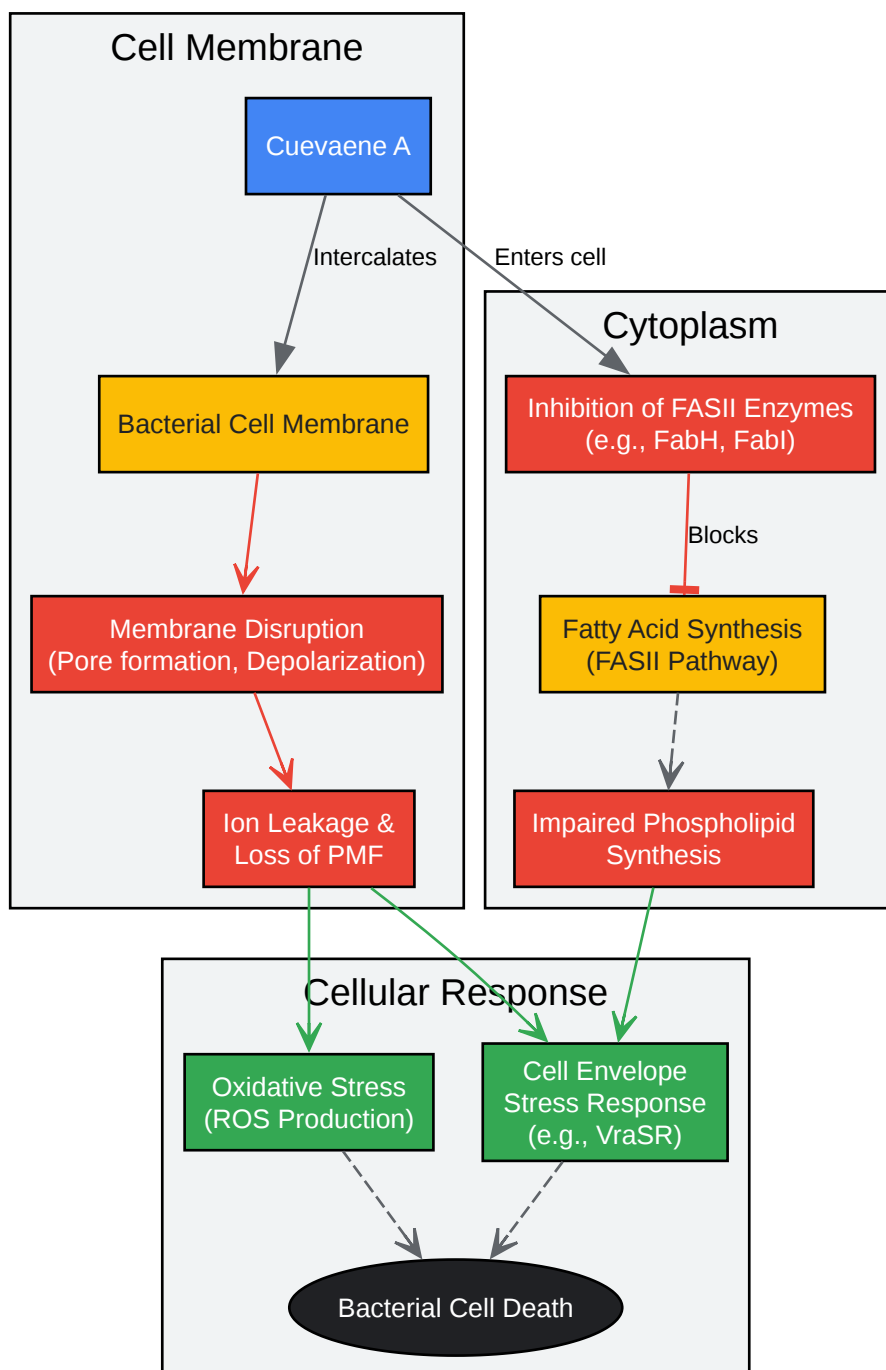 Cell Membrane
Cuevaene A
Intercalates
Enters cell
Cytoplasm
Bacterial Cell Membrane
Inhibition of FASII Enzymes
(e.g., FabH, FabI)
Blocks
Membrane Disruption
(Pore formation, Depolarization)
Fatty Acid Synthesis
(FASII Pathway)
Ion Leakage &
Loss of PMF
Impaired Phospholipid
Synthesis
Cellular Response
Oxidative Stress
(ROS Production)
Cell Envelope
Stress Response
(e.g., VraSR)
Bacterial Cell Death